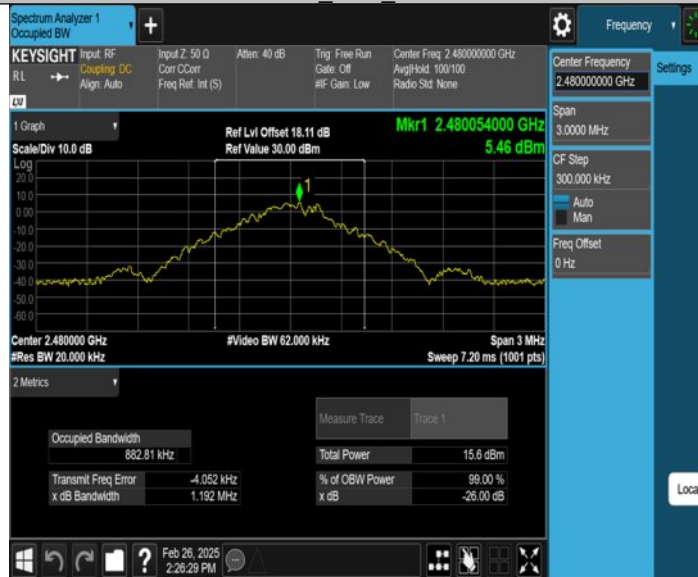 Spectrum Analyzer 1
Occupied BW
+
Frequency
KEYSIGHT
RL
LXI
Input: RF
Coupling: DC
Align: Auto
Input Z: 50 Ω
Corr CCorr
Freq Ref: Int (S)
Atten: 40 dB
Trig: Free Run
Gate: Off
#IF Gain: Low
Center Freq: 2.480000000 GHz
Avg|Hold: 100/100
Radio Std: None
Center Frequency
2.480000000 GHz
Settings
Span
3.0000 MHz
CF Step
300.000 kHz
Auto
Man
Freq Offset
0 Hz
1 Graph
Scale/Div 10.0 dB
Ref Lvl Offset 18.11 dB
Ref Value 30.00 dBm
Mkr1 2.480054000 GHz
5.46 dBm
Log
20.0
10.0
0.00
-10.0
-20.0
-30.0
-40.0
-50.0
-60.0
1
Center 2.480000 GHz
#Res BW 20.000 kHz
#Video BW 62.000 kHz
Span 3 MHz
Sweep 7.20 ms (1001 pts)
2 Metrics
Measure Trace
Trace 1
Occupied Bandwidth
882.81 kHz
Total Power
15.6 dBm
Transmit Freq Error
-4.052 kHz
% of OBW Power
99.00 %
x dB Bandwidth
1.192 MHz
x dB
-26.00 dB
Loca
?
Feb 26, 2025
2:26:29 PM